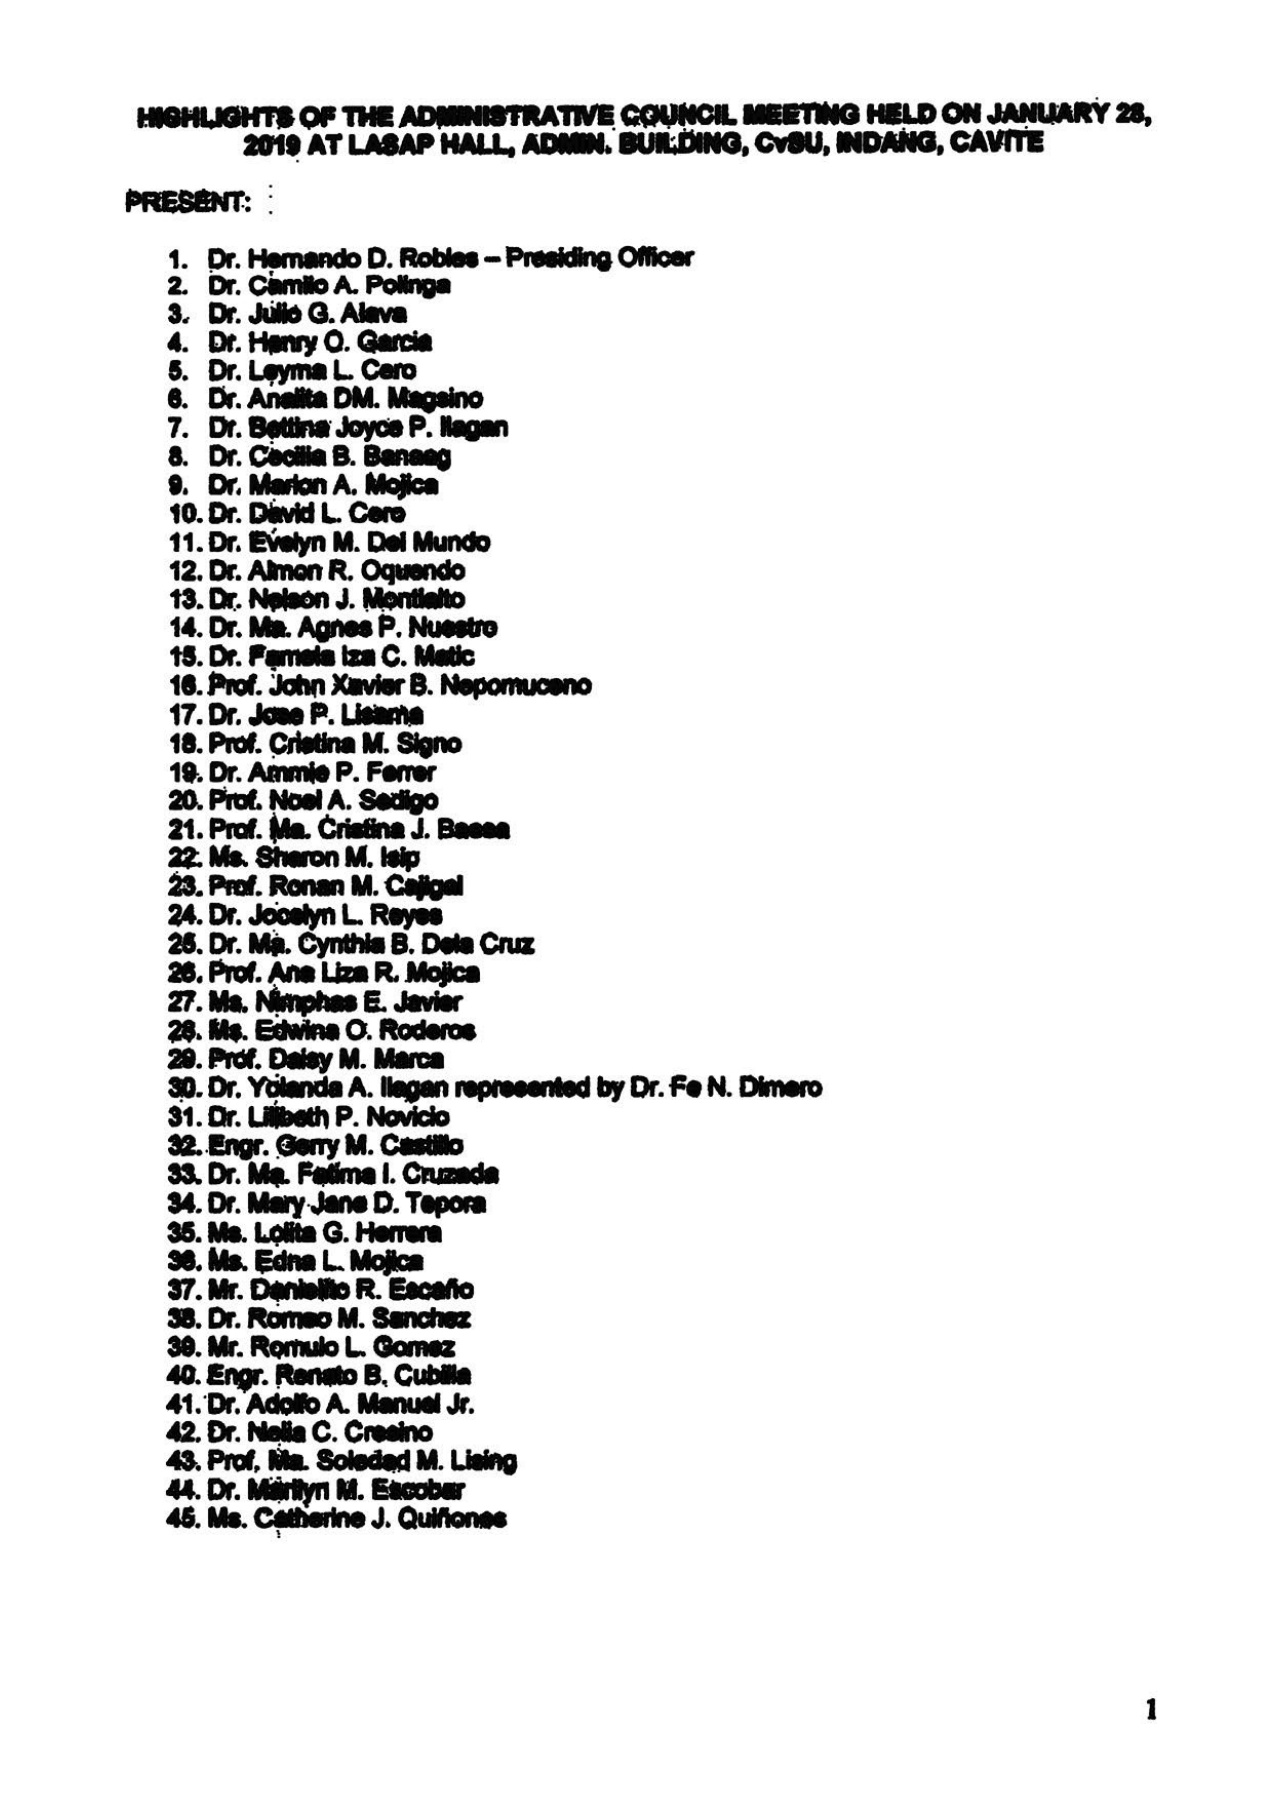 HIGHLIGHTS OF THE ADMINISTRATIVE COUNCIL MEETING HELD ON JANUARY 28,
2019 AT LASAP HALL, ADMIN. BUILDING, CvSU, INDANG, CAVITE
PRESENT:
1. Dr. Hernando D. Robles – Presiding Officer
2. Dr. Camilo A. Polinga
3. Dr. Julio G. Alava
4. Dr. Henry O. Garcia
5. Dr. Leyma L. Cero
6. Dr. Analita DM. Magsino
7. Dr. Bettina Joyce P. Ilagan
8. Dr. Cecilia B. Banaag
9. Dr. Marlon A. Mojica
10. Dr. David L. Cero
11. Dr. Evelyn M. Del Mundo
12. Dr. Almon R. Oquendo
13. Dr. Nelson J. Montialto
14. Dr. Ma. Agnes P. Nuestro
15. Dr. Famela Iza C. Matic
16. Prof. John Xavier B. Nepomuceno
17. Dr. Jose P. Lisama
18. Prof. Cristina M. Signo
19. Dr. Ammie P. Ferrer
20. Prof. Noel A. Sedigo
21. Prof. Ma. Cristina J. Baesa
22. Ms. Sharon M. Isip
23. Prof. Ronan M. Cajigal
24. Dr. Jocelyn L. Reyes
25. Dr. Ma. Cynthia B. Dela Cruz
26. Prof. Ana Liza R. Mojica
27. Ms. Nimphas E. Javier
28. Ms. Edwina O. Roderos
29. Prof. Daisy M. Marca
30. Dr. Yolanda A. Ilagan represented by Dr. Fe N. Dimero
31. Dr. Lilibeth P. Novicio
32. Engr. Gerry M. Castillo
33. Dr. Ma. Fatima I. Cruzada
34. Dr. Mary Jane D. Tepora
35. Ms. Lolita G. Herrera
36. Ms. Edna L. Mojica
37. Mr. Danielito R. Escaño
38. Dr. Romeo M. Sanchez
39. Mr. Romulo L. Gomez
40. Engr. Renato B. Cubilla
41. Dr. Adolfo A. Manuel Jr.
42. Dr. Nelia C. Cresino
43. Prof. Ma. Soledad M. Lising
44. Dr. Marilyn M. Escobar
45. Ms. Catherine J. Quiñones
1